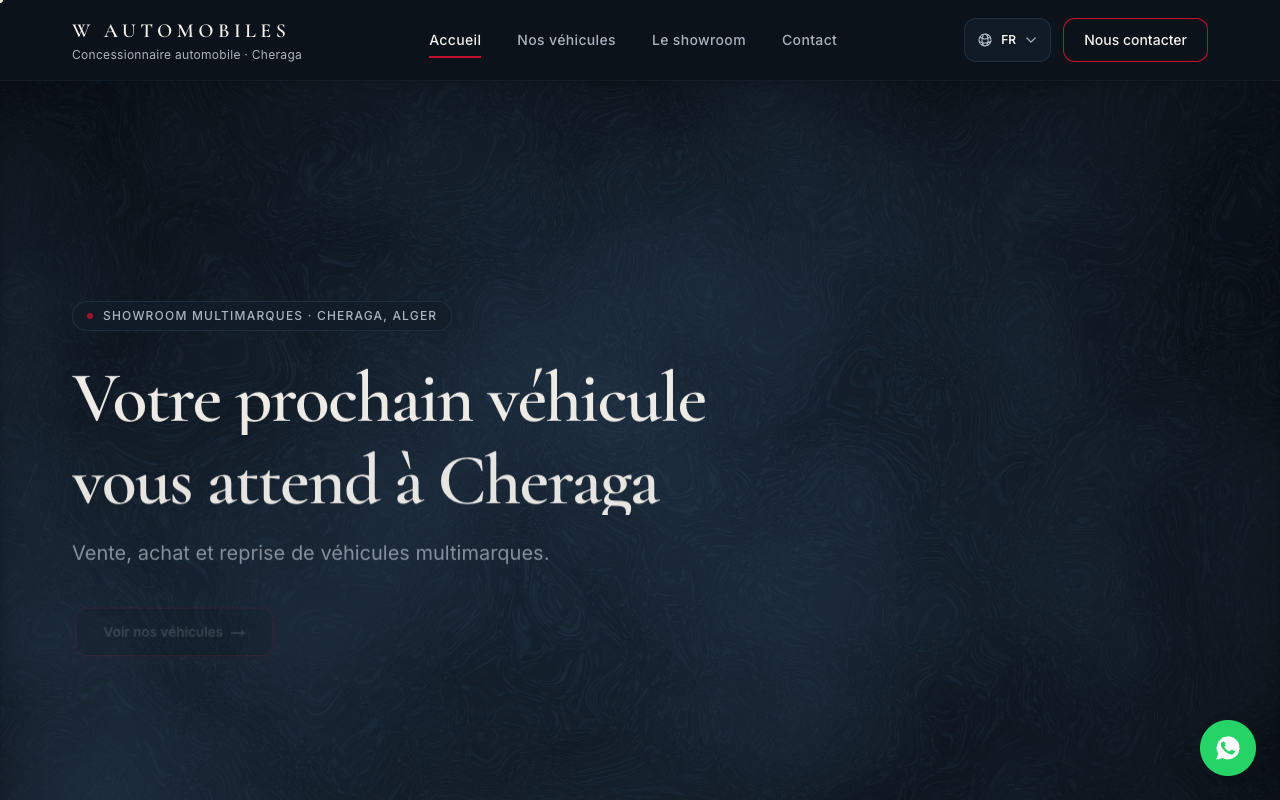 W AUTOMOBILES
Concessionnaire automobile · Cheraga
Accueil
Nos véhicules
Le showroom
Contact
FR
Nous contacter
SHOWROOM MULTIMARQUES · CHERAGA, ALGER
Votre prochain véhicule
vous attend à Cheraga
Vente, achat et reprise de véhicules multimarques.
Voir nos véhicules →